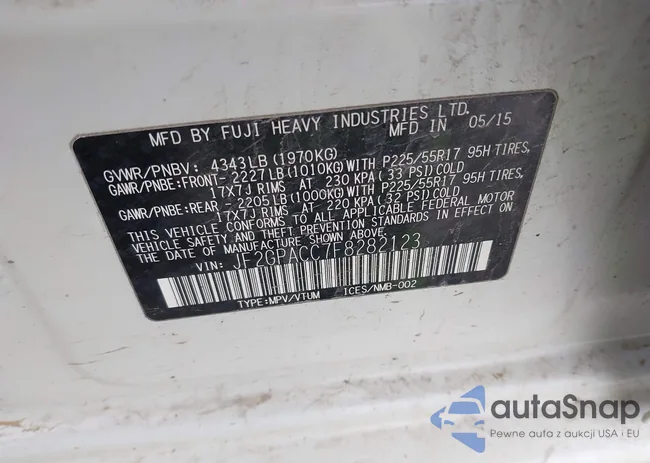 MFD BY FUJI HEAVY INDUSTRIES LTD.
MFD IN 05/15
GVWR/PNBV: 4343LB (1970KG)
GAWR/PNBE:FRONT- 2227LB (1010KG)WITH P225/55R17 95H TIRES,
17X7J RIMS AT 230 KPA (33 PSI)COLD
GAWR/PNBE:REAR - 2205LB (1000KG)WITH P225/55R17 95H TIRES,
17X7J RIMS AT 220 KPA (32 PSI)COLD
THIS VEHICLE CONFORMS TO ALL APPLICABLE FEDERAL MOTOR
VEHICLE SAFETY AND THEFT PREVENTION STANDARDS IN EFFECT
ON THE DATE OF MANUFACTURE SHOWN ABOVE.
VIN: JF2GPACC7F8282123
TYPE:MPV/VTUM ICES/NMB-002
autaSnap
Pewne auta z aukcji USA i EU